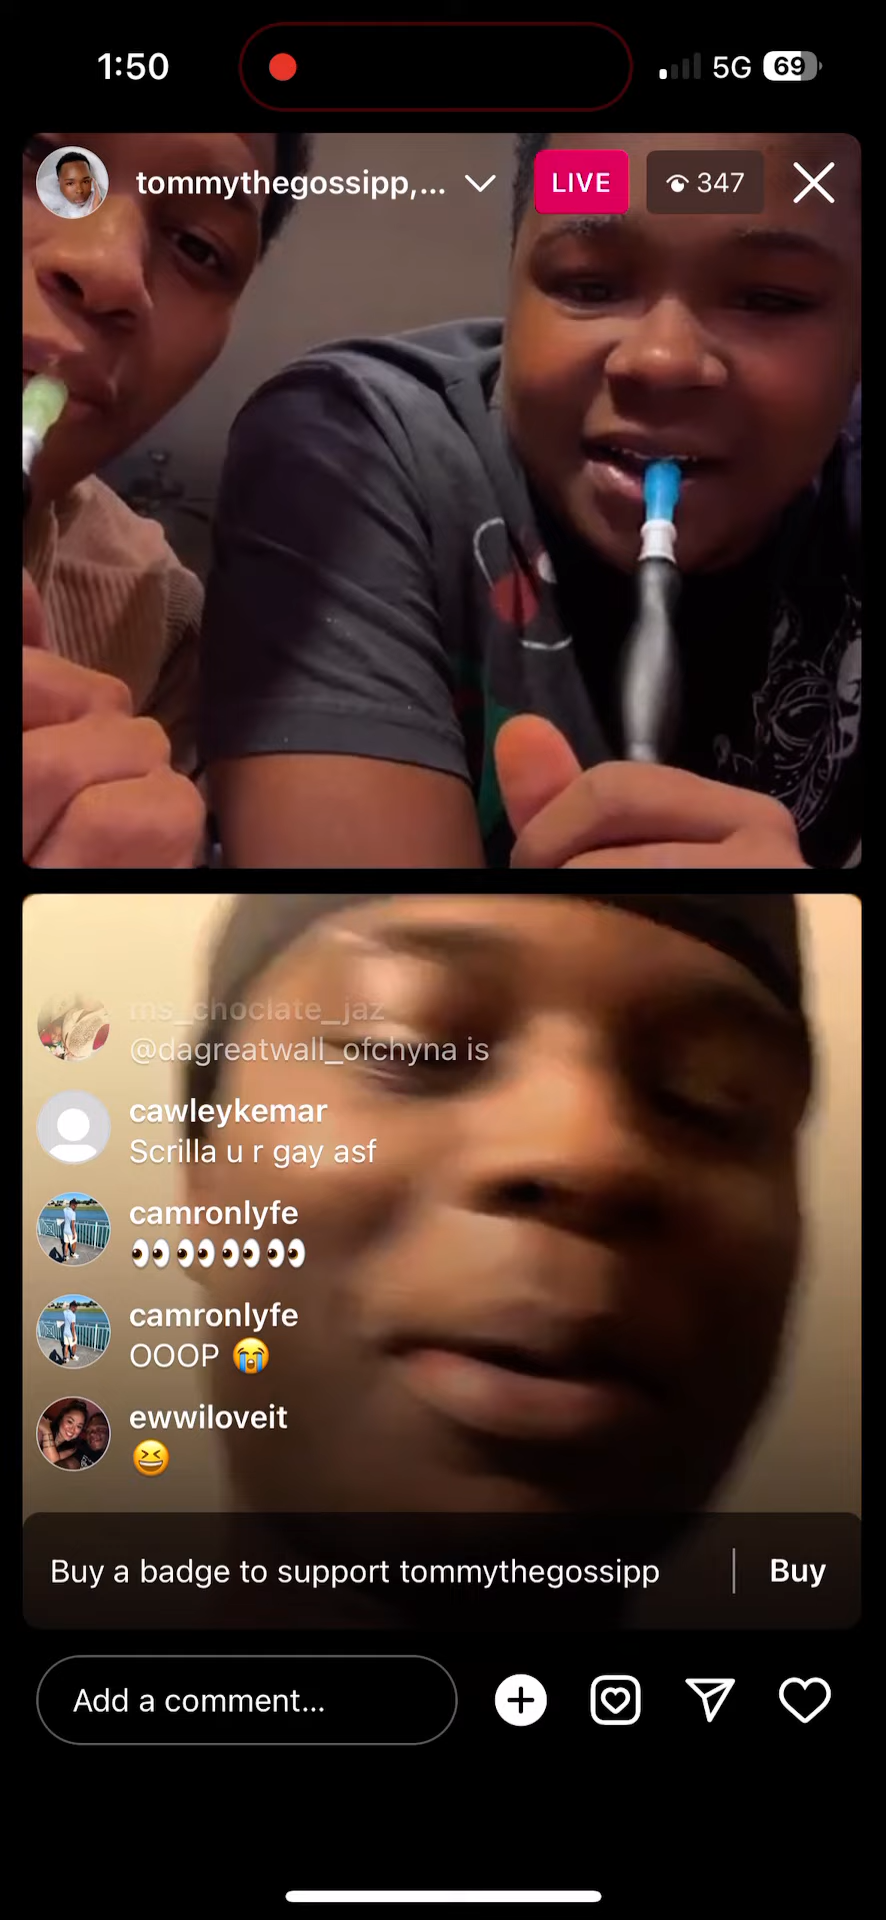 1:50
5G 69
tommythegossipp,...
LIVE
347
ms_choclate_jaz
@dagreatwall_ofchyna is
cawleykemar
Scrilla u r gay asf
camronlyfe
👀👀👀👀
camronlyfe
OOOP 😭
ewwiloveit
😆
Buy a badge to support tommythegossipp
Buy
Add a comment...